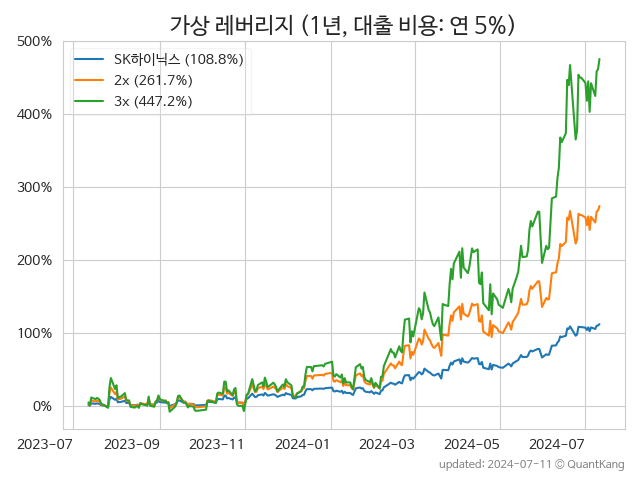 가상 레버리지 (1년, 대출 비용: 연 5%)
500%
400%
300%
200%
100%
0%
SK하이닉스 (108.8%)
2x (261.7%)
3x (447.2%)
2023-07 2023-09 2023-11 2024-01 2024-03 2024-05 2024-07
updated: 2024-07-11 © QuantKang